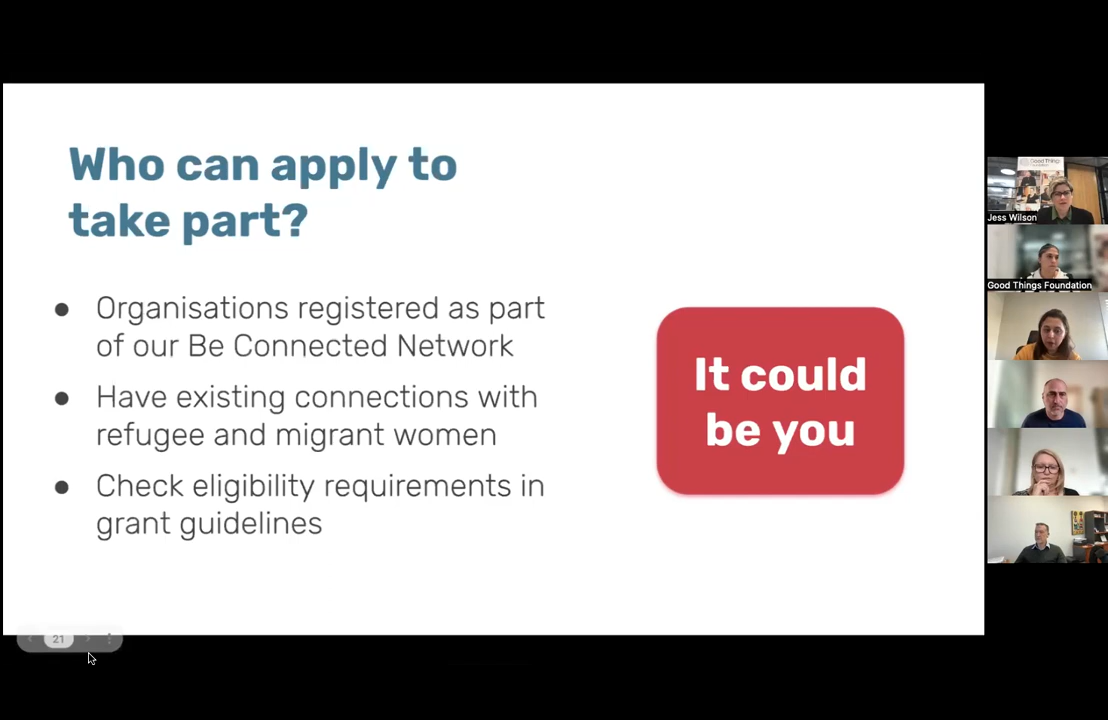 Who can apply to
take part?
● Organisations registered as part
of our Be Connected Network
● Have existing connections with
refugee and migrant women
● Check eligibility requirements in
grant guidelines
It could
be you
21
Jess Wilson
Good Things Foundation